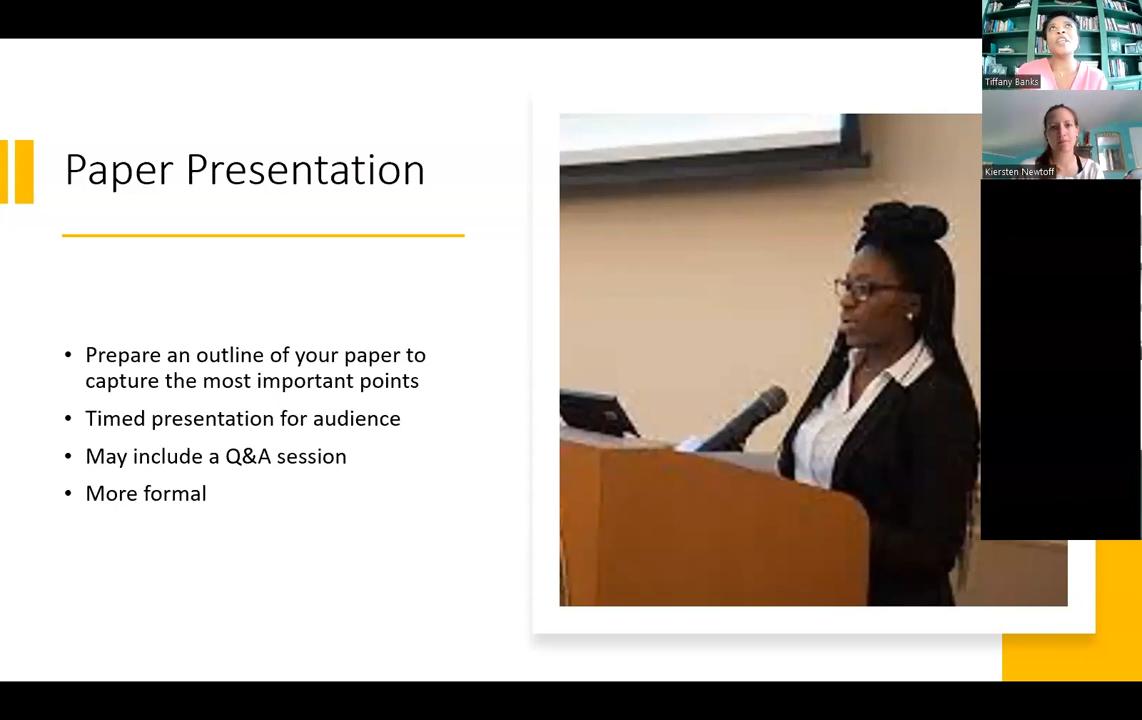 Paper Presentation
• Prepare an outline of your paper to
capture the most important points
• Timed presentation for audience
• May include a Q&A session
• More formal
Tiffany Banks
Kiersten Newtoff